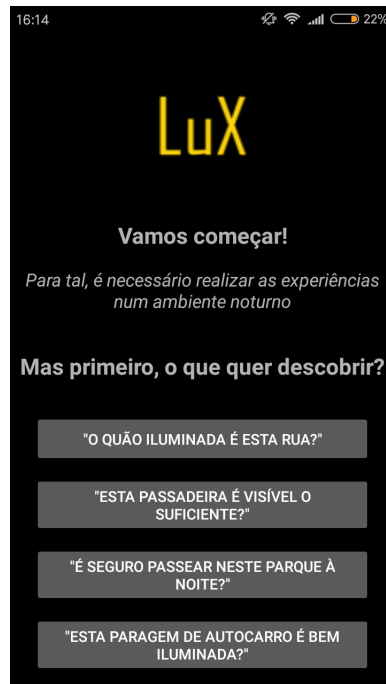 16:14
22%
LuX
Vamos começar!
Para tal, é necessário realizar as experiências
num ambiente noturno
Mas primeiro, o que quer descobrir?
"O QUÃO ILUMINADA É ESTA RUA?"
"ESTA PASSADEIRA É VISÍVEL O
SUFICIENTE?"
"É SEGURO PASSEAR NESTE PARQUE À
NOITE?"
"ESTA PARAGEM DE AUTOCARRO É BEM
ILUMINADA?"